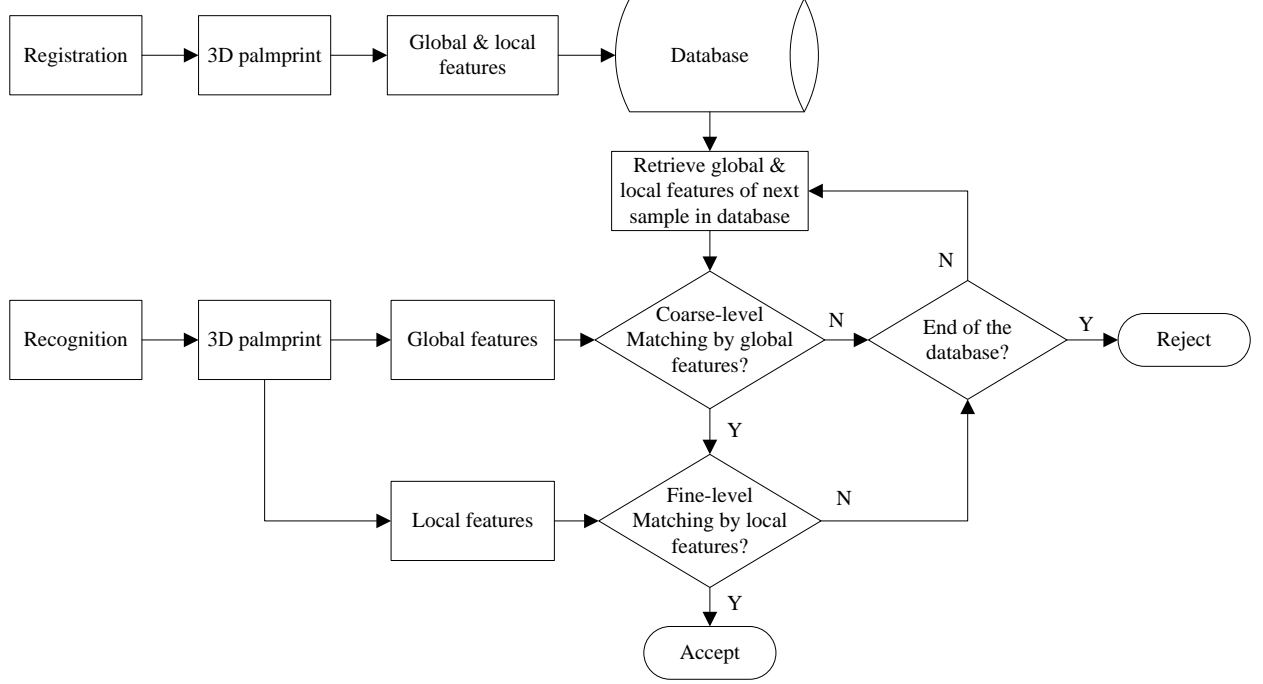 Registration
3D palmprint
Global & local
features
Database
Retrieve global &
local features of next
sample in database
N
Recognition
3D palmprint
Global features
Coarse-level
Matching by global
features?
N
End of the
database?
Y
Reject
Y
Local features
Fine-level
Matching by local
features?
N
Y
Accept